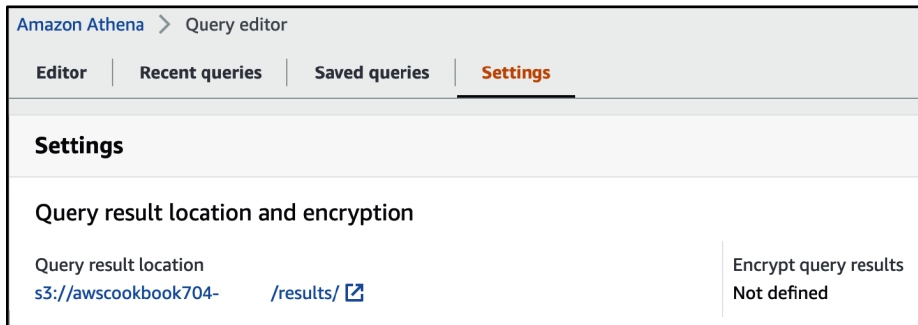 Amazon Athena > Query editor
Editor Recent queries Saved queries Settings
Settings
Query result location and encryption
Query result location
s3://awscookbook704- /results/
Encrypt query results
Not defined